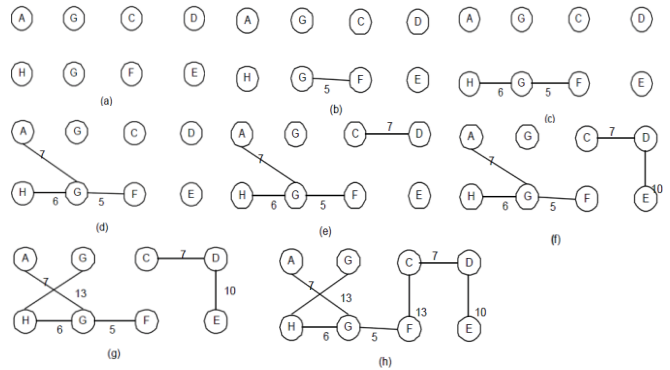 A G C D A G C D A G C D
H G F E H G F E H G F E
5 6 5
(a) (b) (c)
A G C D A G C D A G C D
7 7 7 7 7
H G F E H G F E H G F E
6 5 6 5 6 5 10
(d) (e) (f)
A G C D A G C D
7 7 7 7
13 10 13
H G F E H G F E
6 5 6 5 13 10
(g) (h)